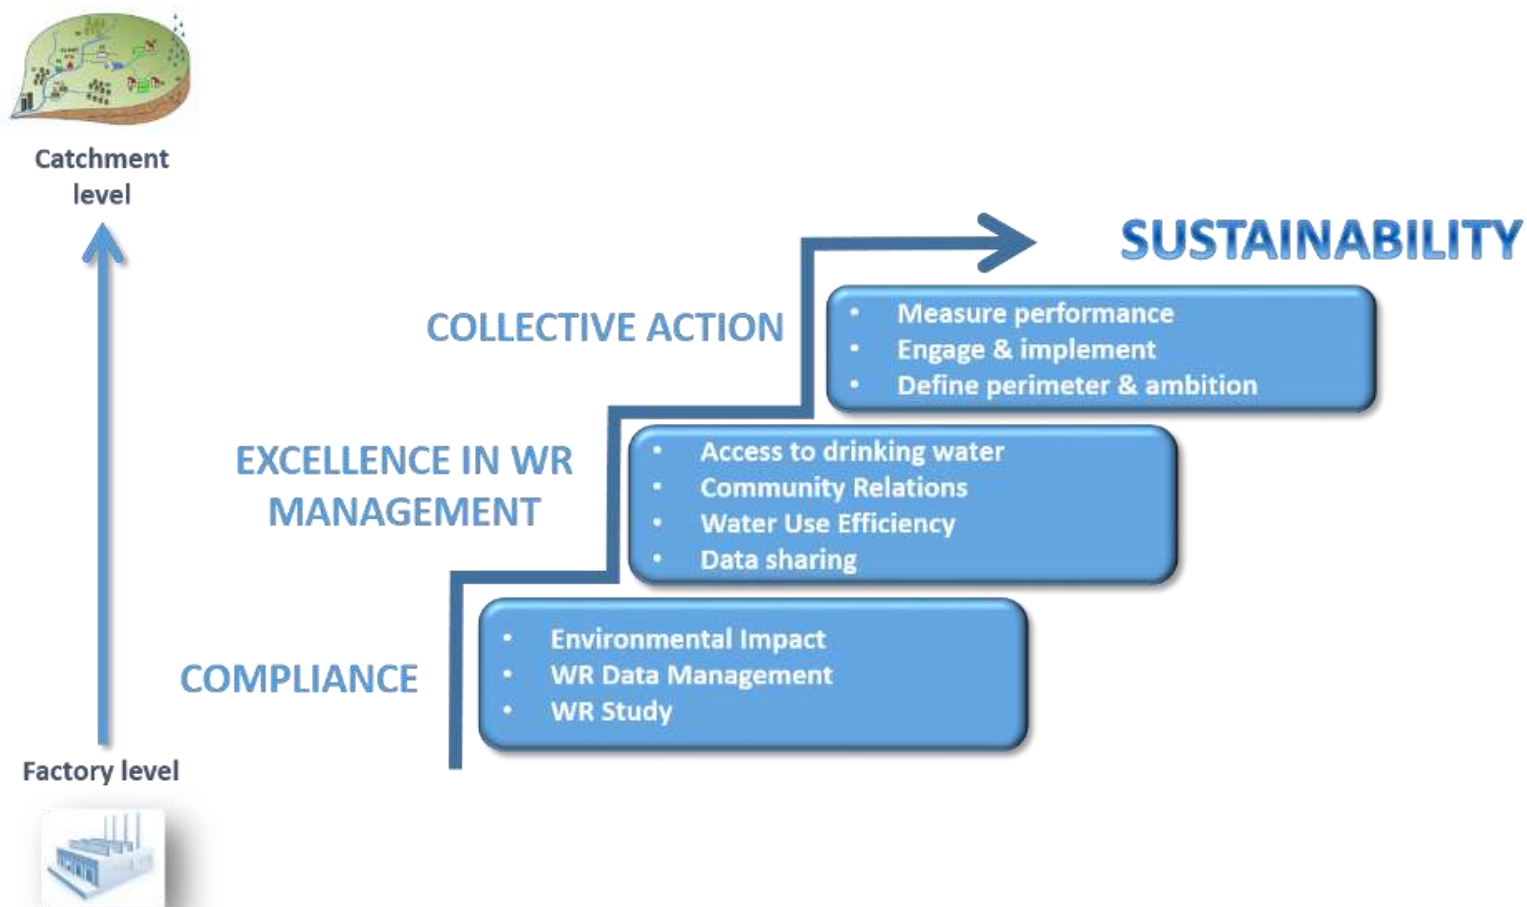 Catchment
level
SUSTAINABILITY
COLLECTIVE ACTION
• Measure performance
• Engage & implement
• Define perimeter & ambition
EXCELLENCE IN WR
MANAGEMENT
• Access to drinking water
• Community Relations
• Water Use Efficiency
• Data sharing
COMPLIANCE
• Environmental Impact
• WR Data Management
• WR Study
Factory level